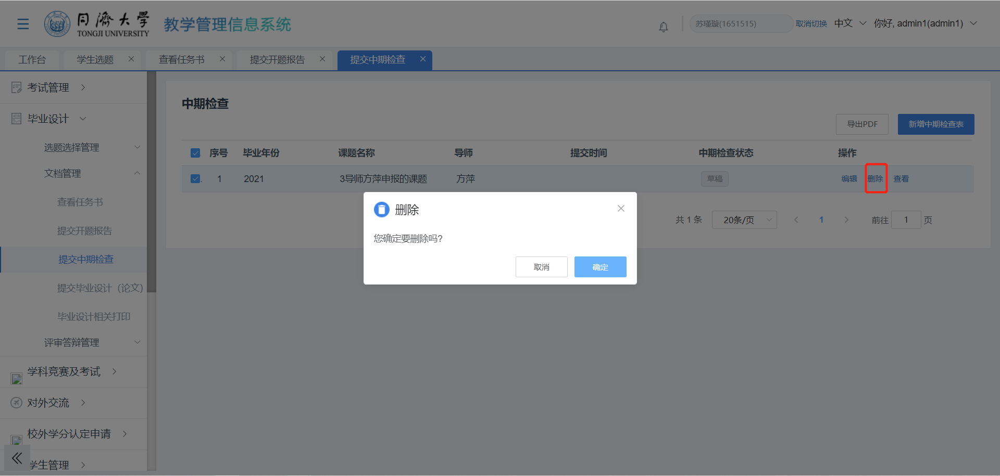 同濟大學
TONGJI UNIVERSITY
教学管理信息系统
苏瑾璇(1651515)
取消切换
中文
你好, admin1(admin1)
工作台
学生选题
查看任务书
提交开题报告
提交中期检查
考试管理
毕业设计
选题选择管理
文档管理
查看任务书
提交开题报告
提交中期检查
提交毕业设计（论文）
毕业设计相关打印
评审答辩管理
学科竞赛及考试
对外交流
校外学分认定申请
学生管理
中期检查
导出PDF
新增中期检查表
序号 毕业年份 课题名称 导师 提交时间 中期检查状态 操作
1 2021 3导师方萍申报的课题 方萍 草稿 编辑 删除 查看
共 1 条 20条/页 1 前往 1 页
删除
您确定要删除吗?
取消
确定